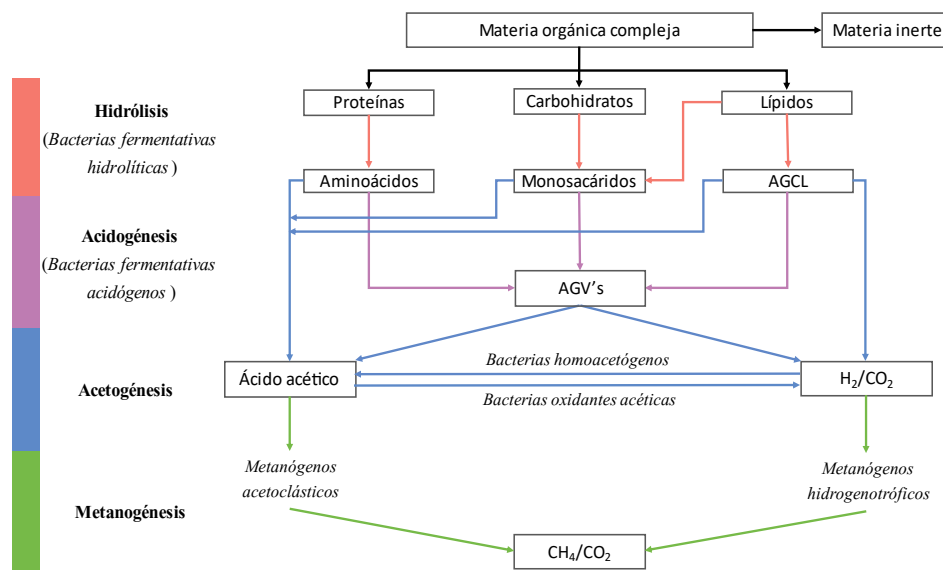 Materia orgánica compleja
Materia inerte
Hidrólisis
(Bacterias fermentativas
hidrolíticas )
Proteínas
Carbohidratos
Lípidos
Aminoácidos
Monosacáridos
AGCL
Acidogénesis
(Bacterias fermentativas
acidógenos )
AGV's
Acetogénesis
Ácido acético
Bacterias homoacetógenos
Bacterias oxidantes acéticas
H₂/CO₂
Metanogénesis
Metanógenos
acetoclásticos
Metanógenos
hidrogenotróficos
CH₄/CO₂